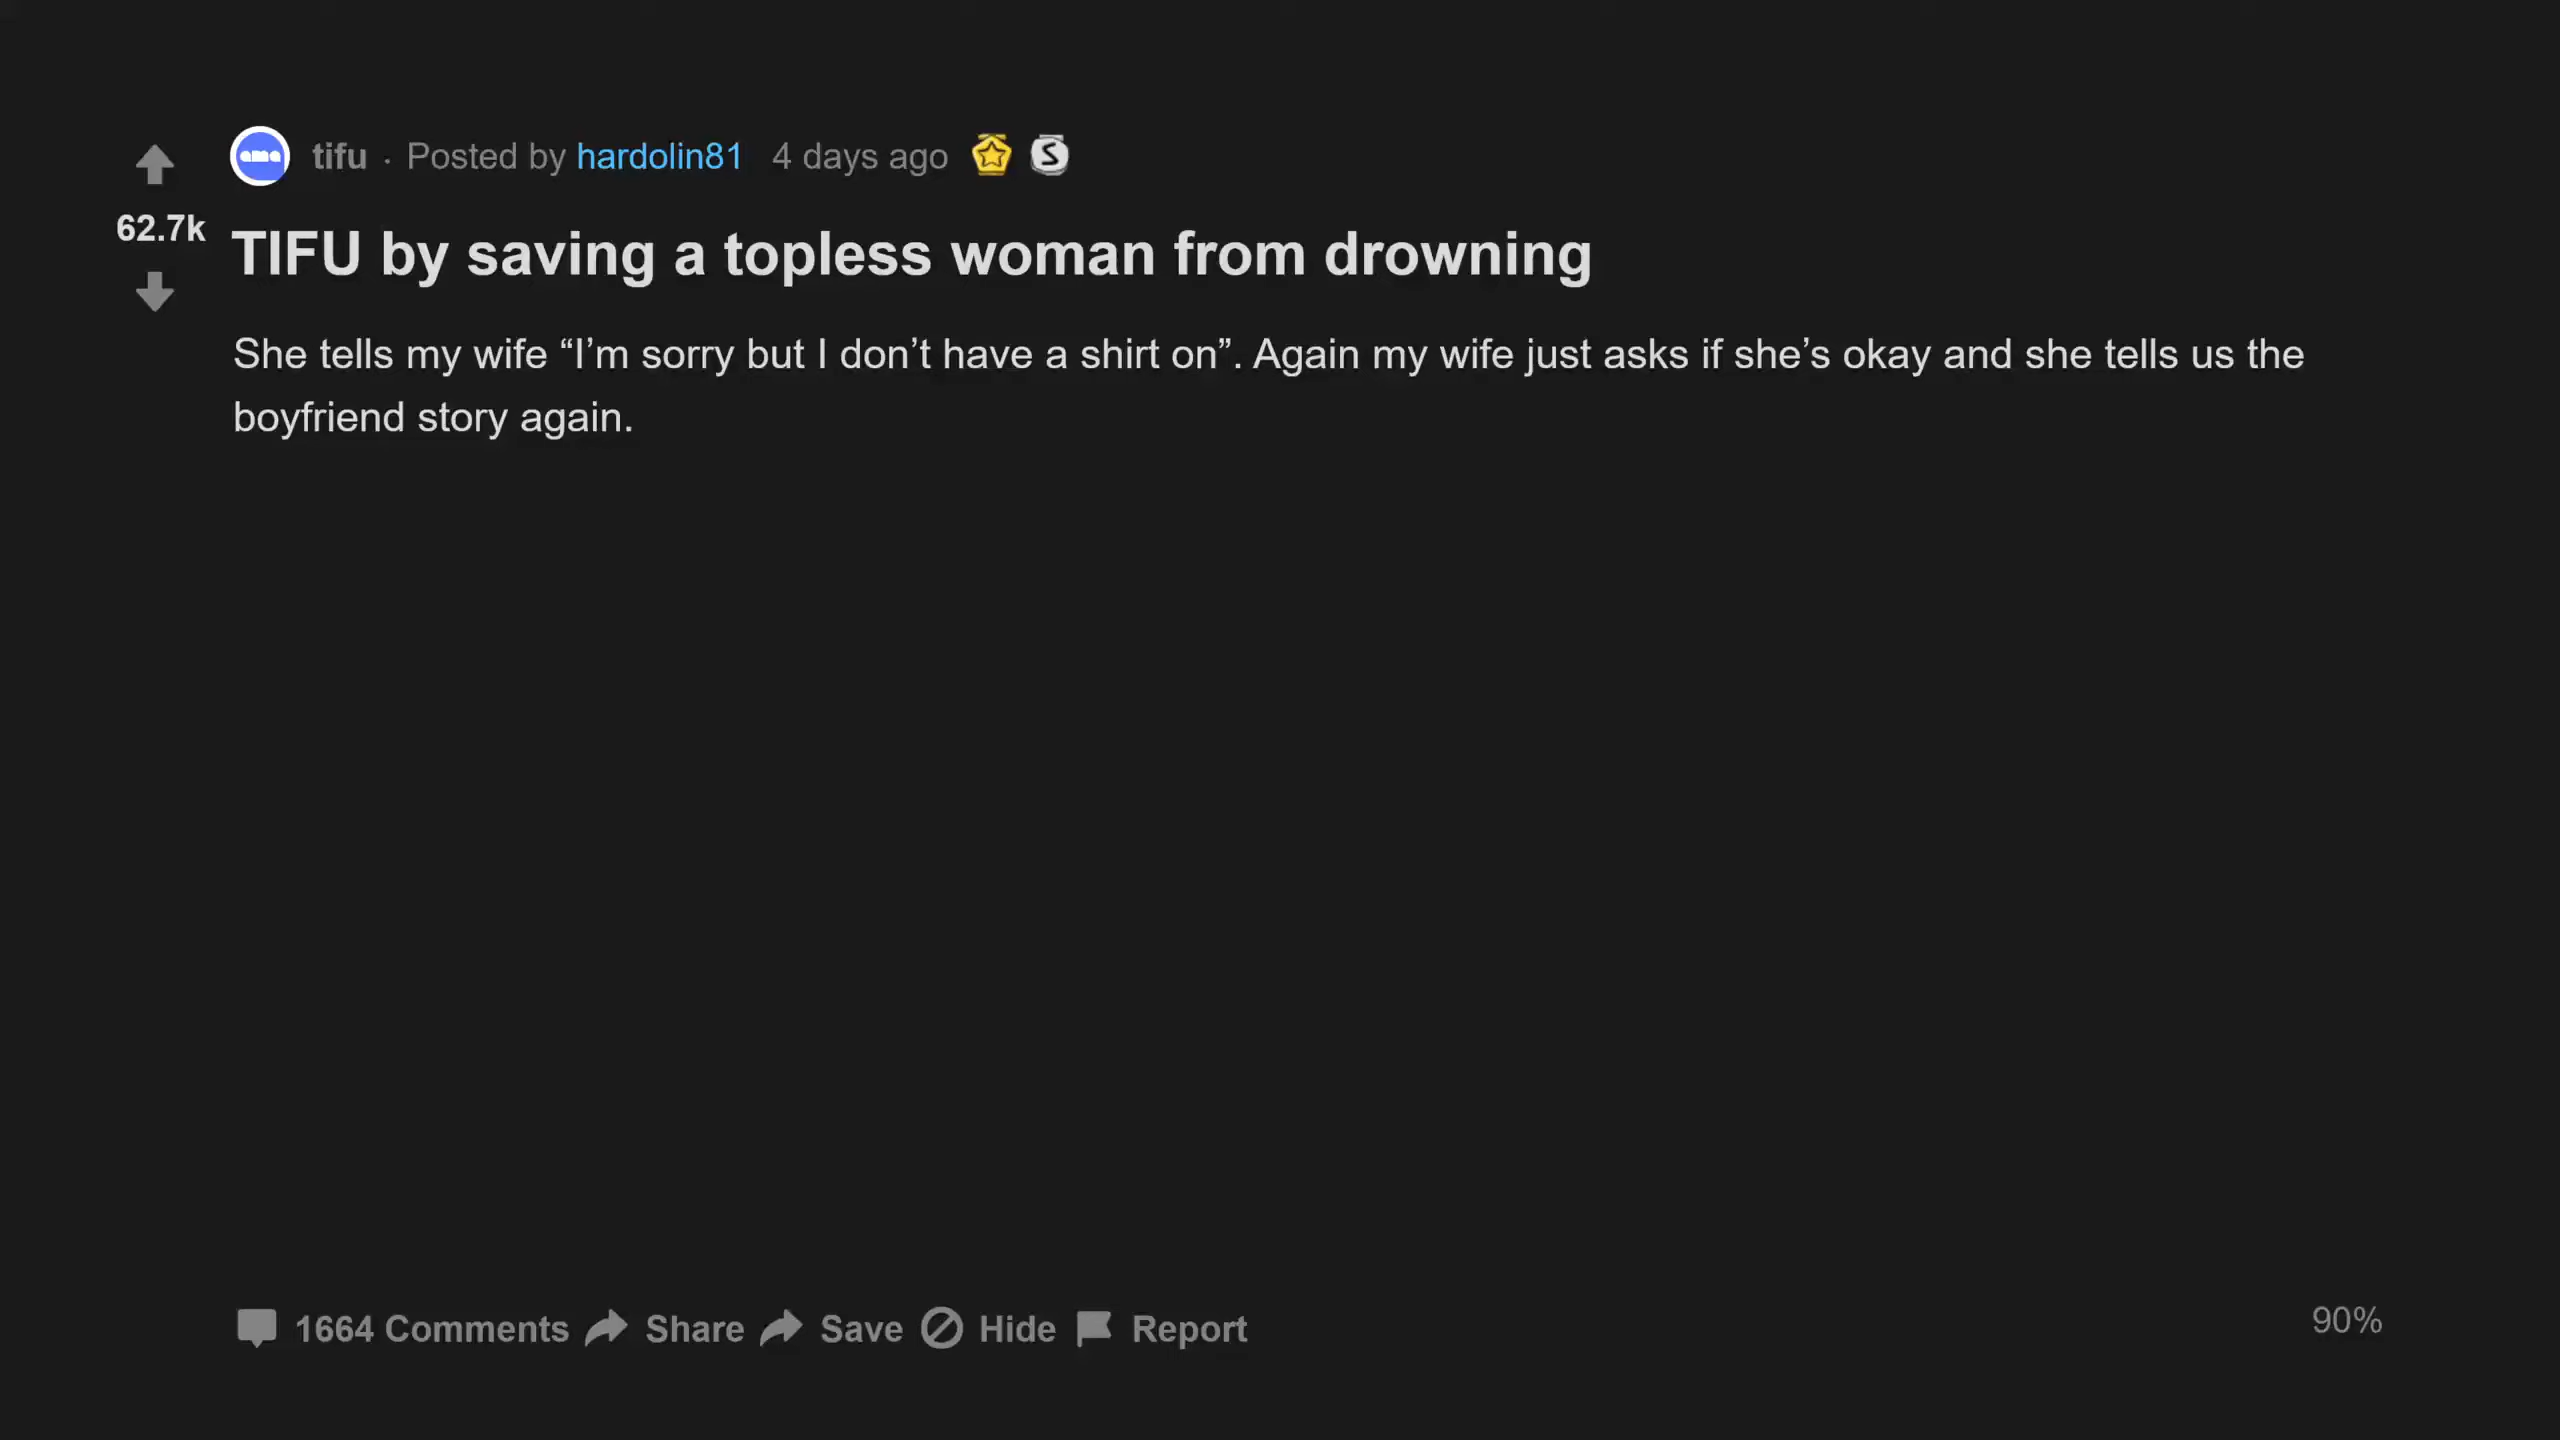 ama tifu · Posted by hardolin81 4 days ago S
62.7k
TIFU by saving a topless woman from drowning
She tells my wife “I’m sorry but I don’t have a shirt on”. Again my wife just asks if she’s okay and she tells us the
boyfriend story again.
1664 Comments Share Save Hide Report
90%